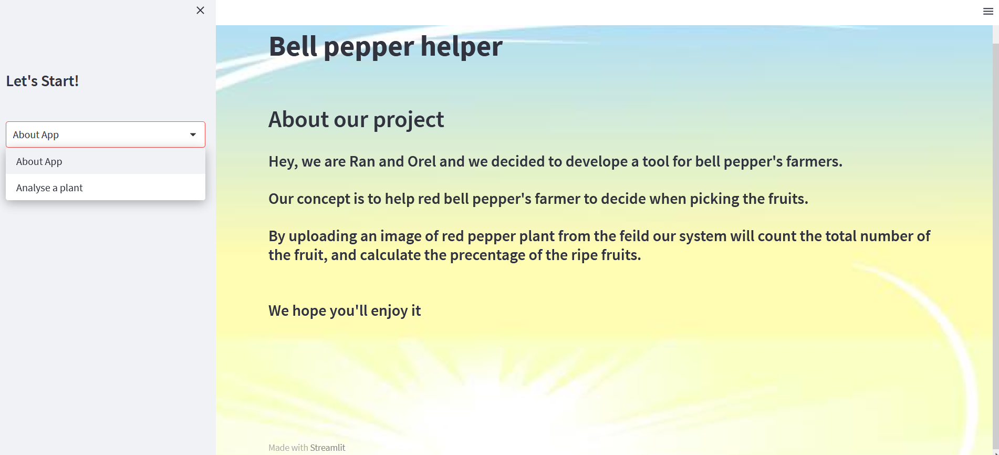 Let's Start!
About App
About App
Analyse a plant
Bell pepper helper
About our project
Hey, we are Ran and Orel and we decided to develope a tool for bell pepper's farmers.
Our concept is to help red bell pepper's farmer to decide when picking the fruits.
By uploading an image of red pepper plant from the feild our system will count the total number of
the fruit, and calculate the precentage of the ripe fruits.
We hope you'll enjoy it
Made with Streamlit